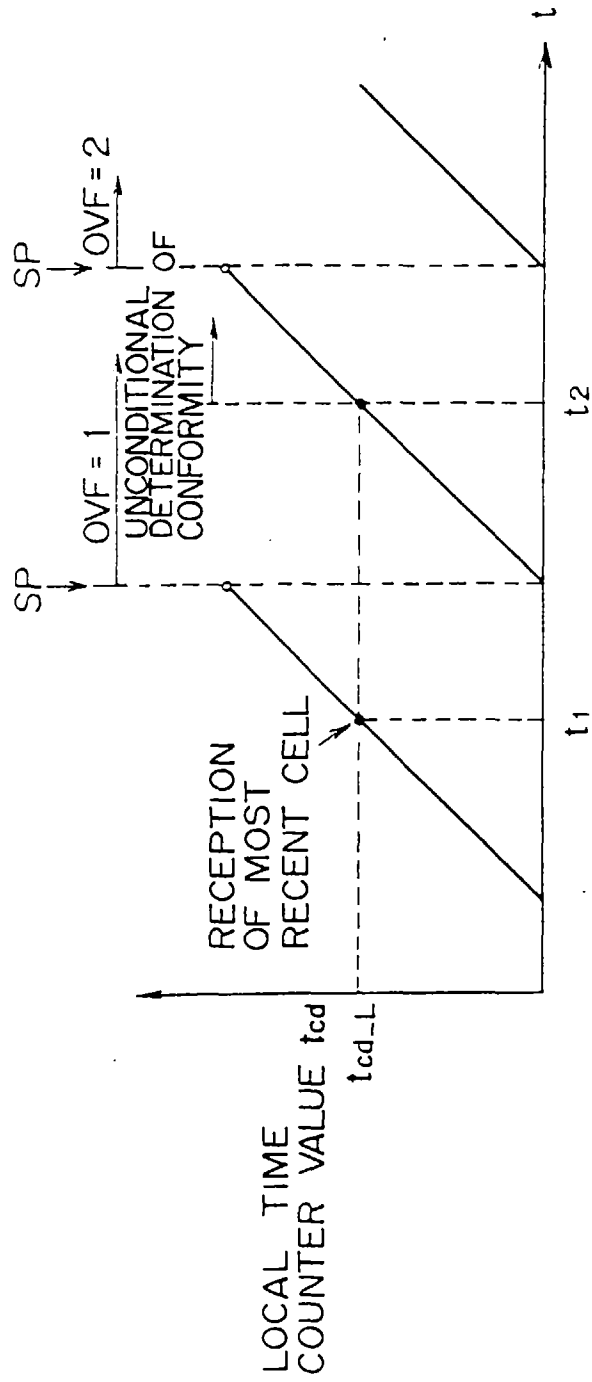 SP
SP
OVF = 1
OVF = 2
UNCONDITIONAL
DETERMINATION OF
CONFORMITY
RECEPTION
OF MOST
RECENT CELL
LOCAL TIME
COUNTER VALUE tcd
tcd_L
t1
t2
t